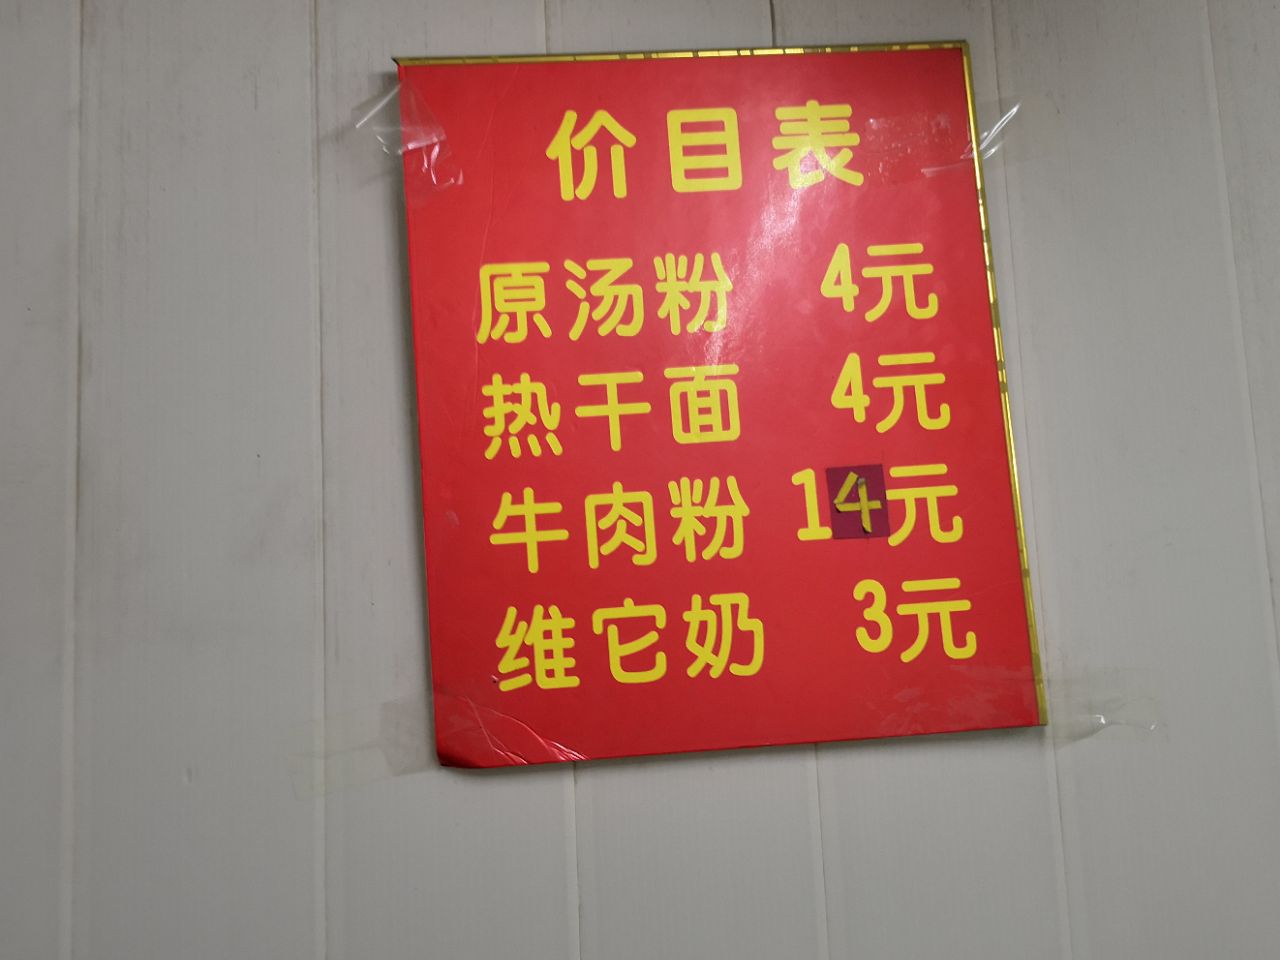 价目表
原汤粉 4元
热干面 4元
牛肉粉 14元
维它奶 3元